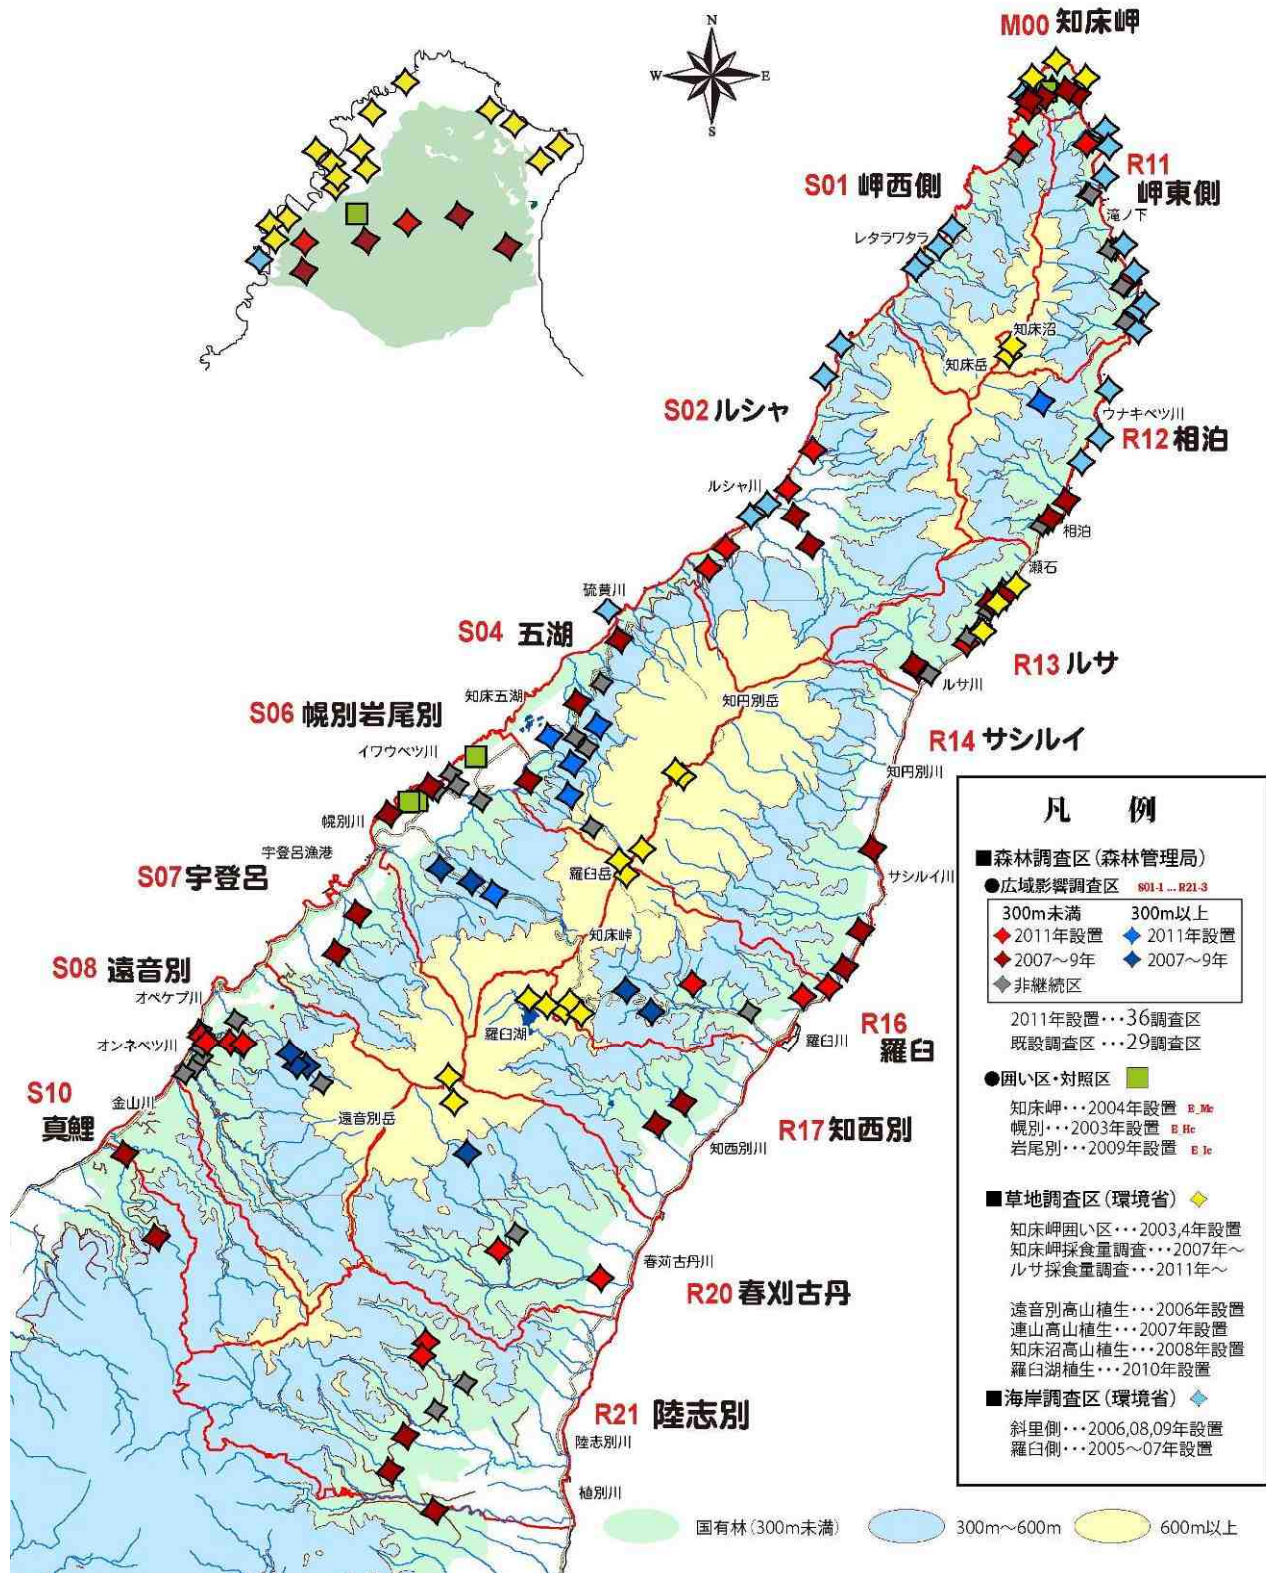 N
W
E
S
M00 知床岬
S01 岬西側
R11
岬東側
滝ノ下
レタラワタラ
知床沼
知床岳
S02 ルシャ
ウナキベツ川
R12 相泊
ルシャ川
相泊
瀬石
硫黄川
S04 五湖
R13 ルサ
ルサ川
知床五湖
知円別岳
S06 幌別岩尾別
R14 サシルイ
イワウベツ川
知円別川
幌別川
宇登呂漁港
S07 宇登呂
羅臼岳
サシルイ川
知床峠
S08 遠音別
オペケプ川
羅臼湖
R16
羅臼
羅臼川
オンネベツ川
S10
真鯉
金山川
遠音別岳
R17 知西別
知西別川
春苅古丹川
R20 春刈古丹
R21 陸志別
陸志別川
植別川
凡 例
■森林調査区(森林管理局)
●広域影響調査区 S01-1 ... R21-3
300m未満 300m以上
2011年設置 2011年設置
2007〜9年 2007〜9年
非継続区
2011年設置・・・36調査区
既設調査区・・・29調査区
●囲い区・対照区
知床岬・・・2004年設置 E_Mc
幌別・・・2003年設置 E_Hc
岩尾別・・・2009年設置 E_Ic
■草地調査区(環境省)
知床岬囲い区・・・2003,4年設置
知床岬採食量調査・・・2007年〜
ルサ採食量調査・・・2011年〜
遠音別高山植生・・・2006年設置
連山高山植生・・・2007年設置
知床沼高山植生・・・2008年設置
羅臼湖植生・・・2010年設置
■海岸調査区(環境省)
斜里側・・・2006,08,09年設置
羅臼側・・・2005〜07年設置
国有林(300m未満)
300m〜600m
600m以上